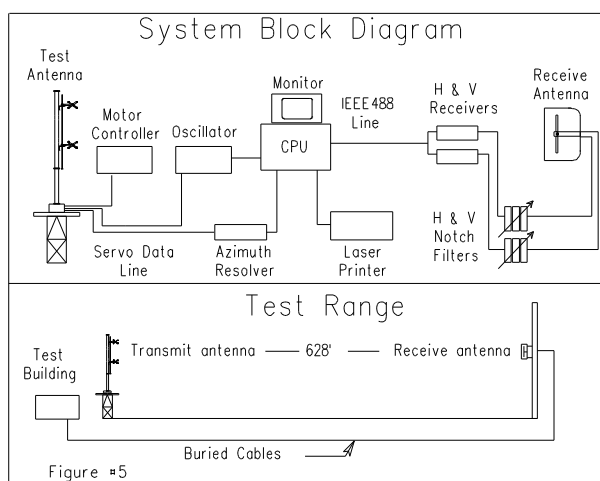 System Block Diagram
Test
Antenna
Motor
Controller
Oscillator
Monitor
CPU
IEEE488
Line
H & V
Receivers
Receive
Antenna
Servo Data
Line
Azimuth
Resolver
Laser
Printer
H & V
Notch
Filters
Test Range
Test
Building
Transmit antenna
628'
Receive antenna
Buried Cables
Figure #5